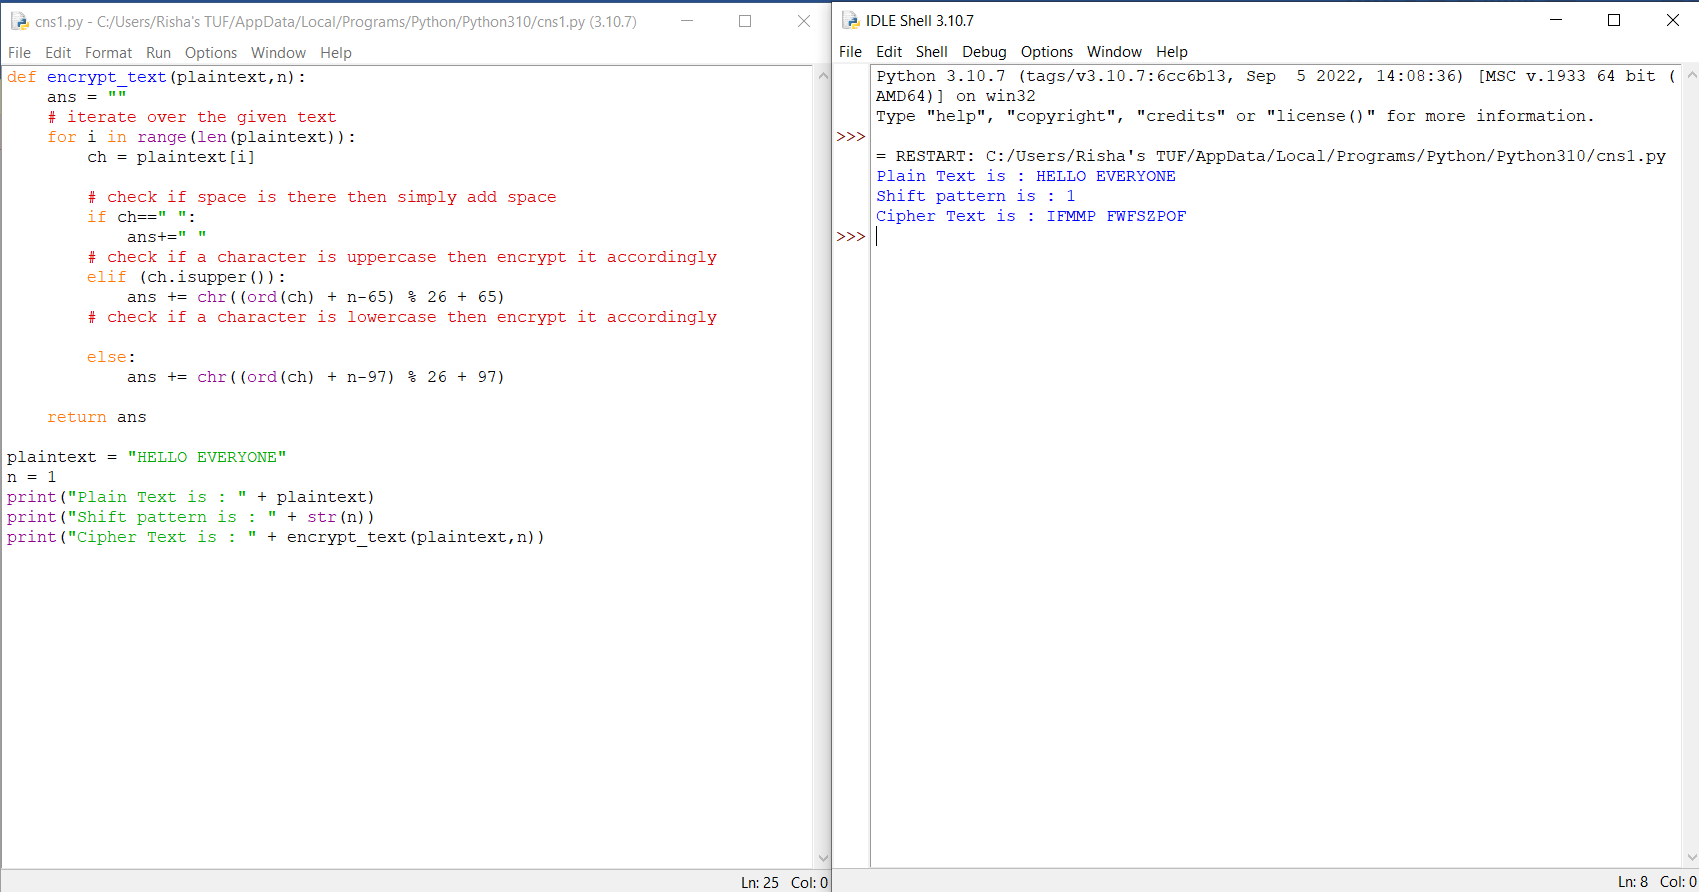 cns1.py - C:/Users/Risha's TUF/AppData/Local/Programs/Python/Python310/cns1.py (3.10.7)
File Edit Format Run Options Window Help
def encrypt_text(plaintext,n):
    ans = ""
    # iterate over the given text
    for i in range(len(plaintext)):
        ch = plaintext[i]

        # check if space is there then simply add space
        if ch==" ":
            ans+=" "
        # check if a character is uppercase then encrypt it accordingly
        elif (ch.isupper()):
            ans += chr((ord(ch) + n-65) % 26 + 65)
        # check if a character is lowercase then encrypt it accordingly

        else:
            ans += chr((ord(ch) + n-97) % 26 + 97)

    return ans

plaintext = "HELLO EVERYONE"
n = 1
print("Plain Text is : " + plaintext)
print("Shift pattern is : " + str(n))
print("Cipher Text is : " + encrypt_text(plaintext,n))
Ln: 25 Col: 0
IDLE Shell 3.10.7
File Edit Shell Debug Options Window Help
Python 3.10.7 (tags/v3.10.7:6cc6b13, Sep  5 2022, 14:08:36) [MSC v.1933 64 bit (
AMD64)] on win32
Type "help", "copyright", "credits" or "license()" for more information.
>>>
= RESTART: C:/Users/Risha's TUF/AppData/Local/Programs/Python/Python310/cns1.py
Plain Text is : HELLO EVERYONE
Shift pattern is : 1
Cipher Text is : IFMMP FWFSZPOF
>>>
Ln: 8 Col: 0